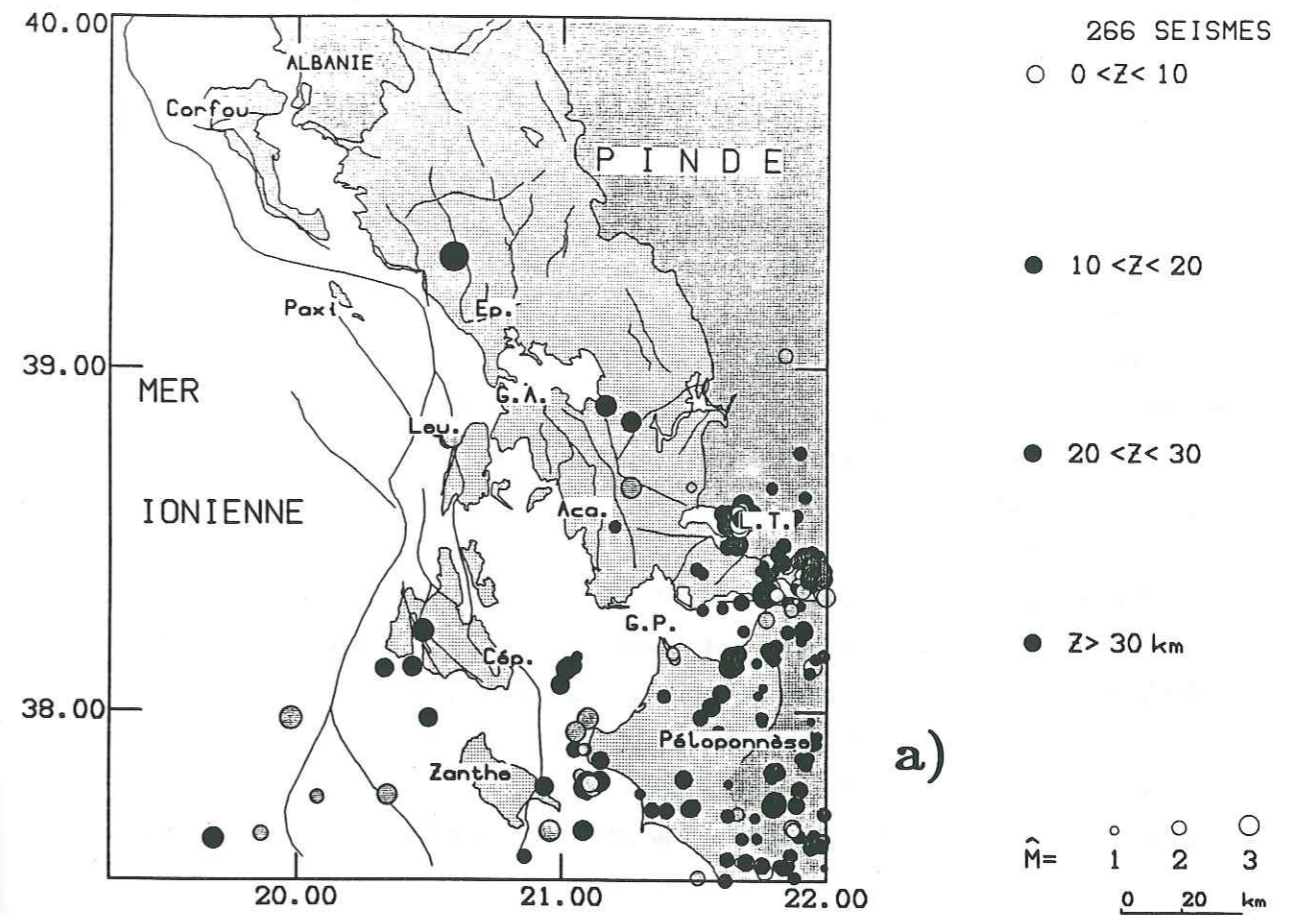 40.00
266 SEISMES
ALBANIE
0 <Z< 10
Corfou
PINDE
10 <Z< 20
Paxi
Ep.
39.00
MER
G.A.
Leu.
20 <Z< 30
IONIENNE
Aca.
L.T.
G.P.
Z> 30 km
Cép.
38.00
Péloponnèse
a)
Zanthe
M̂= 1 2 3
20.00 21.00 22.00
0 20 km